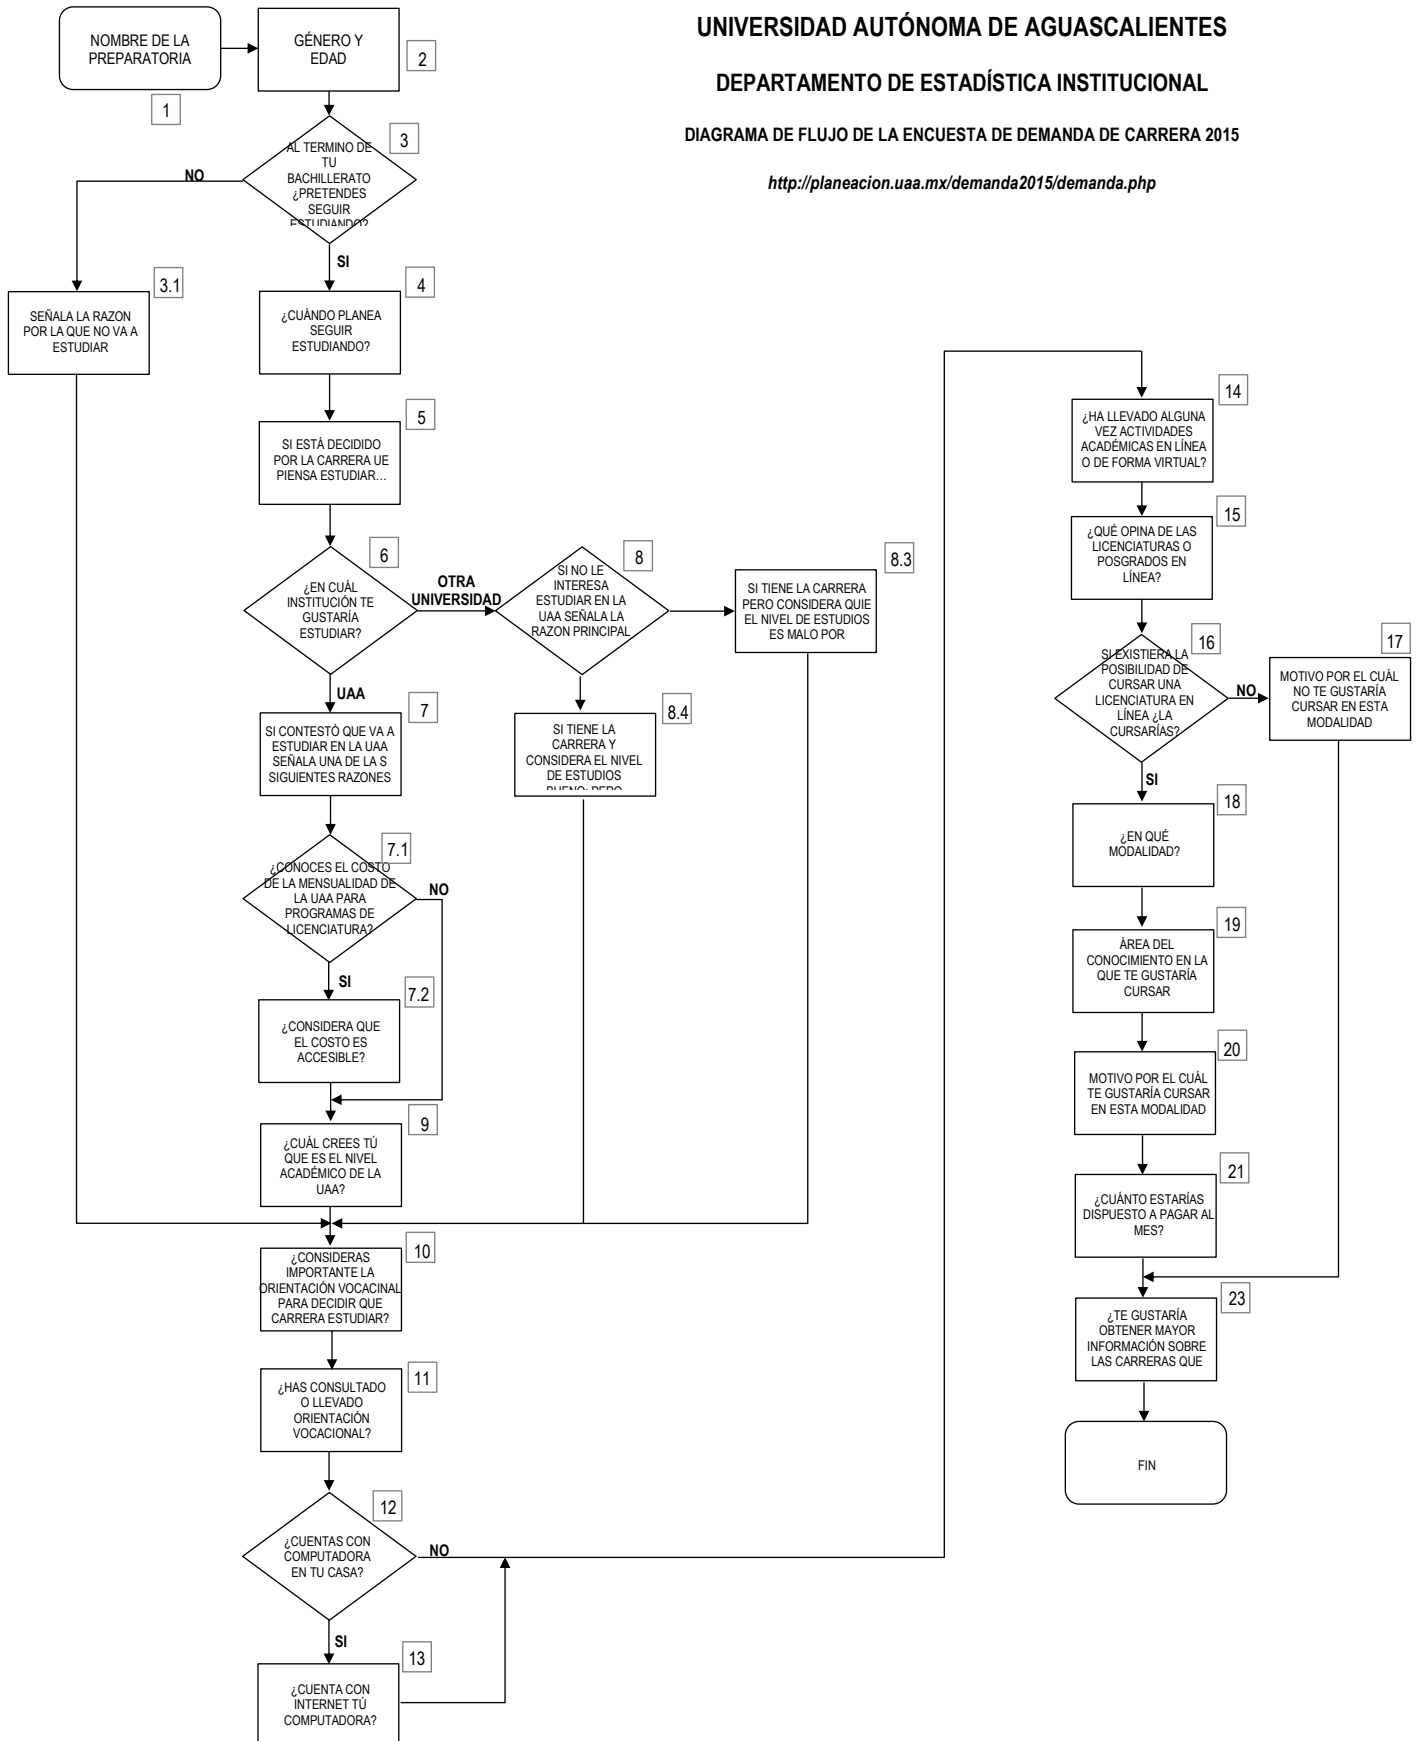 UNIVERSIDAD AUTÓNOMA DE AGUASCALIENTES
DEPARTAMENTO DE ESTADÍSTICA INSTITUCIONAL
DIAGRAMA DE FLUJO DE LA ENCUESTA DE DEMANDA DE CARRERA 2015
http://planeacion.uaa.mx/demanda2015/demanda.php
NOMBRE DE LA
PREPARATORIA
1
GÉNERO Y
EDAD
2
3
AL TERMINO DE
TU
BACHILLERATO
¿PRETENDES
SEGUIR
ESTUDIANDO?
NO
SI
3.1
SEÑALA LA RAZON
POR LA QUE NO VA A
ESTUDIAR
4
¿CUÁNDO PLANEA
SEGUIR
ESTUDIANDO?
5
SI ESTÁ DECIDIDO
POR LA CARRERA UE
PIENSA ESTUDIAR…
6
¿EN CUÁL
INSTITUCIÓN TE
GUSTARÍA
ESTUDIAR?
OTRA
UNIVERSIDAD
UAA
8
SI NO LE
INTERESA
ESTUDIAR EN LA
UAA SEÑALA LA
RAZON PRINCIPAL
8.3
SI TIENE LA CARRERA
PERO CONSIDERA QUIE
EL NIVEL DE ESTUDIOS
ES MALO POR
8.4
SI TIENE LA
CARRERA Y
CONSIDERA EL NIVEL
DE ESTUDIOS
BUENO; PERO
7
SI CONTESTÓ QUE VA A
ESTUDIAR EN LA UAA
SEÑALA UNA DE LA S
SIGUIENTES RAZONES
7.1
¿CONOCES EL COSTO
DE LA MENSUALIDAD DE
LA UAA PARA
PROGRAMAS DE
LICENCIATURA?
NO
SI
7.2
¿CONSIDERA QUE
EL COSTO ES
ACCESIBLE?
9
¿CUÁL CREES TÚ
QUE ES EL NIVEL
ACADÉMICO DE LA
UAA?
10
¿CONSIDERAS
IMPORTANTE LA
ORIENTACIÓN VOCACINAL
PARA DECIDIR QUE
CARRERA ESTUDIAR?
11
¿HAS CONSULTADO
O LLEVADO
ORIENTACIÓN
VOCACIONAL?
12
¿CUENTAS CON
COMPUTADORA
EN TU CASA?
NO
SI
13
¿CUENTA CON
INTERNET TÚ
COMPUTADORA?
14
¿HA LLEVADO ALGUNA
VEZ ACTIVIDADES
ACADÉMICAS EN LÍNEA
O DE FORMA VIRTUAL?
15
¿QUÉ OPINA DE LAS
LICENCIATURAS O
POSGRADOS EN
LÍNEA?
16
SI EXISTIERA LA
POSIBILIDAD DE
CURSAR UNA
LICENCIATURA EN
LÍNEA ¿LA
CURSARÍAS?
NO
SI
17
MOTIVO POR EL CUÁL
NO TE GUSTARÍA
CURSAR EN ESTA
MODALIDAD
18
¿EN QUÉ
MODALIDAD?
19
ÁREA DEL
CONOCIMIENTO EN LA
QUE TE GUSTARÍA
CURSAR
20
MOTIVO POR EL CUÁL
TE GUSTARÍA CURSAR
EN ESTA MODALIDAD
21
¿CUÁNTO ESTARÍAS
DISPUESTO A PAGAR AL
MES?
23
¿TE GUSTARÍA
OBTENER MAYOR
INFORMACIÓN SOBRE
LAS CARRERAS QUE
FIN